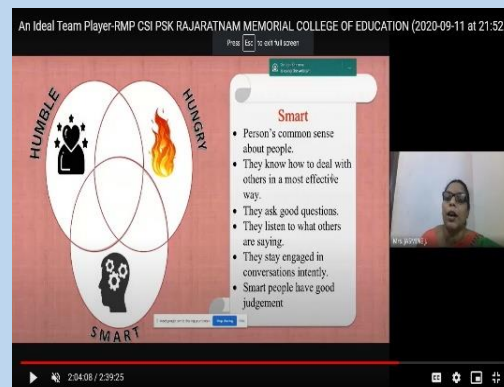 An Ideal Team Player-RMP CSI PSK RAJARATNAM MEMORIAL COLLEGE OF EDUCATION (2020-09-11 at 21:52
Press Esc to exit full screen
HUMBLE
HUNGRY
SMART
Smart
• Person's common sense
about people.
• They know how to deal with
others in a most effective
way.
• They ask good questions.
• They listen to what others
are saying.
• They stay engaged in
conversations intently.
• Smart people have good
judgement
2:04:08 / 2:39:25